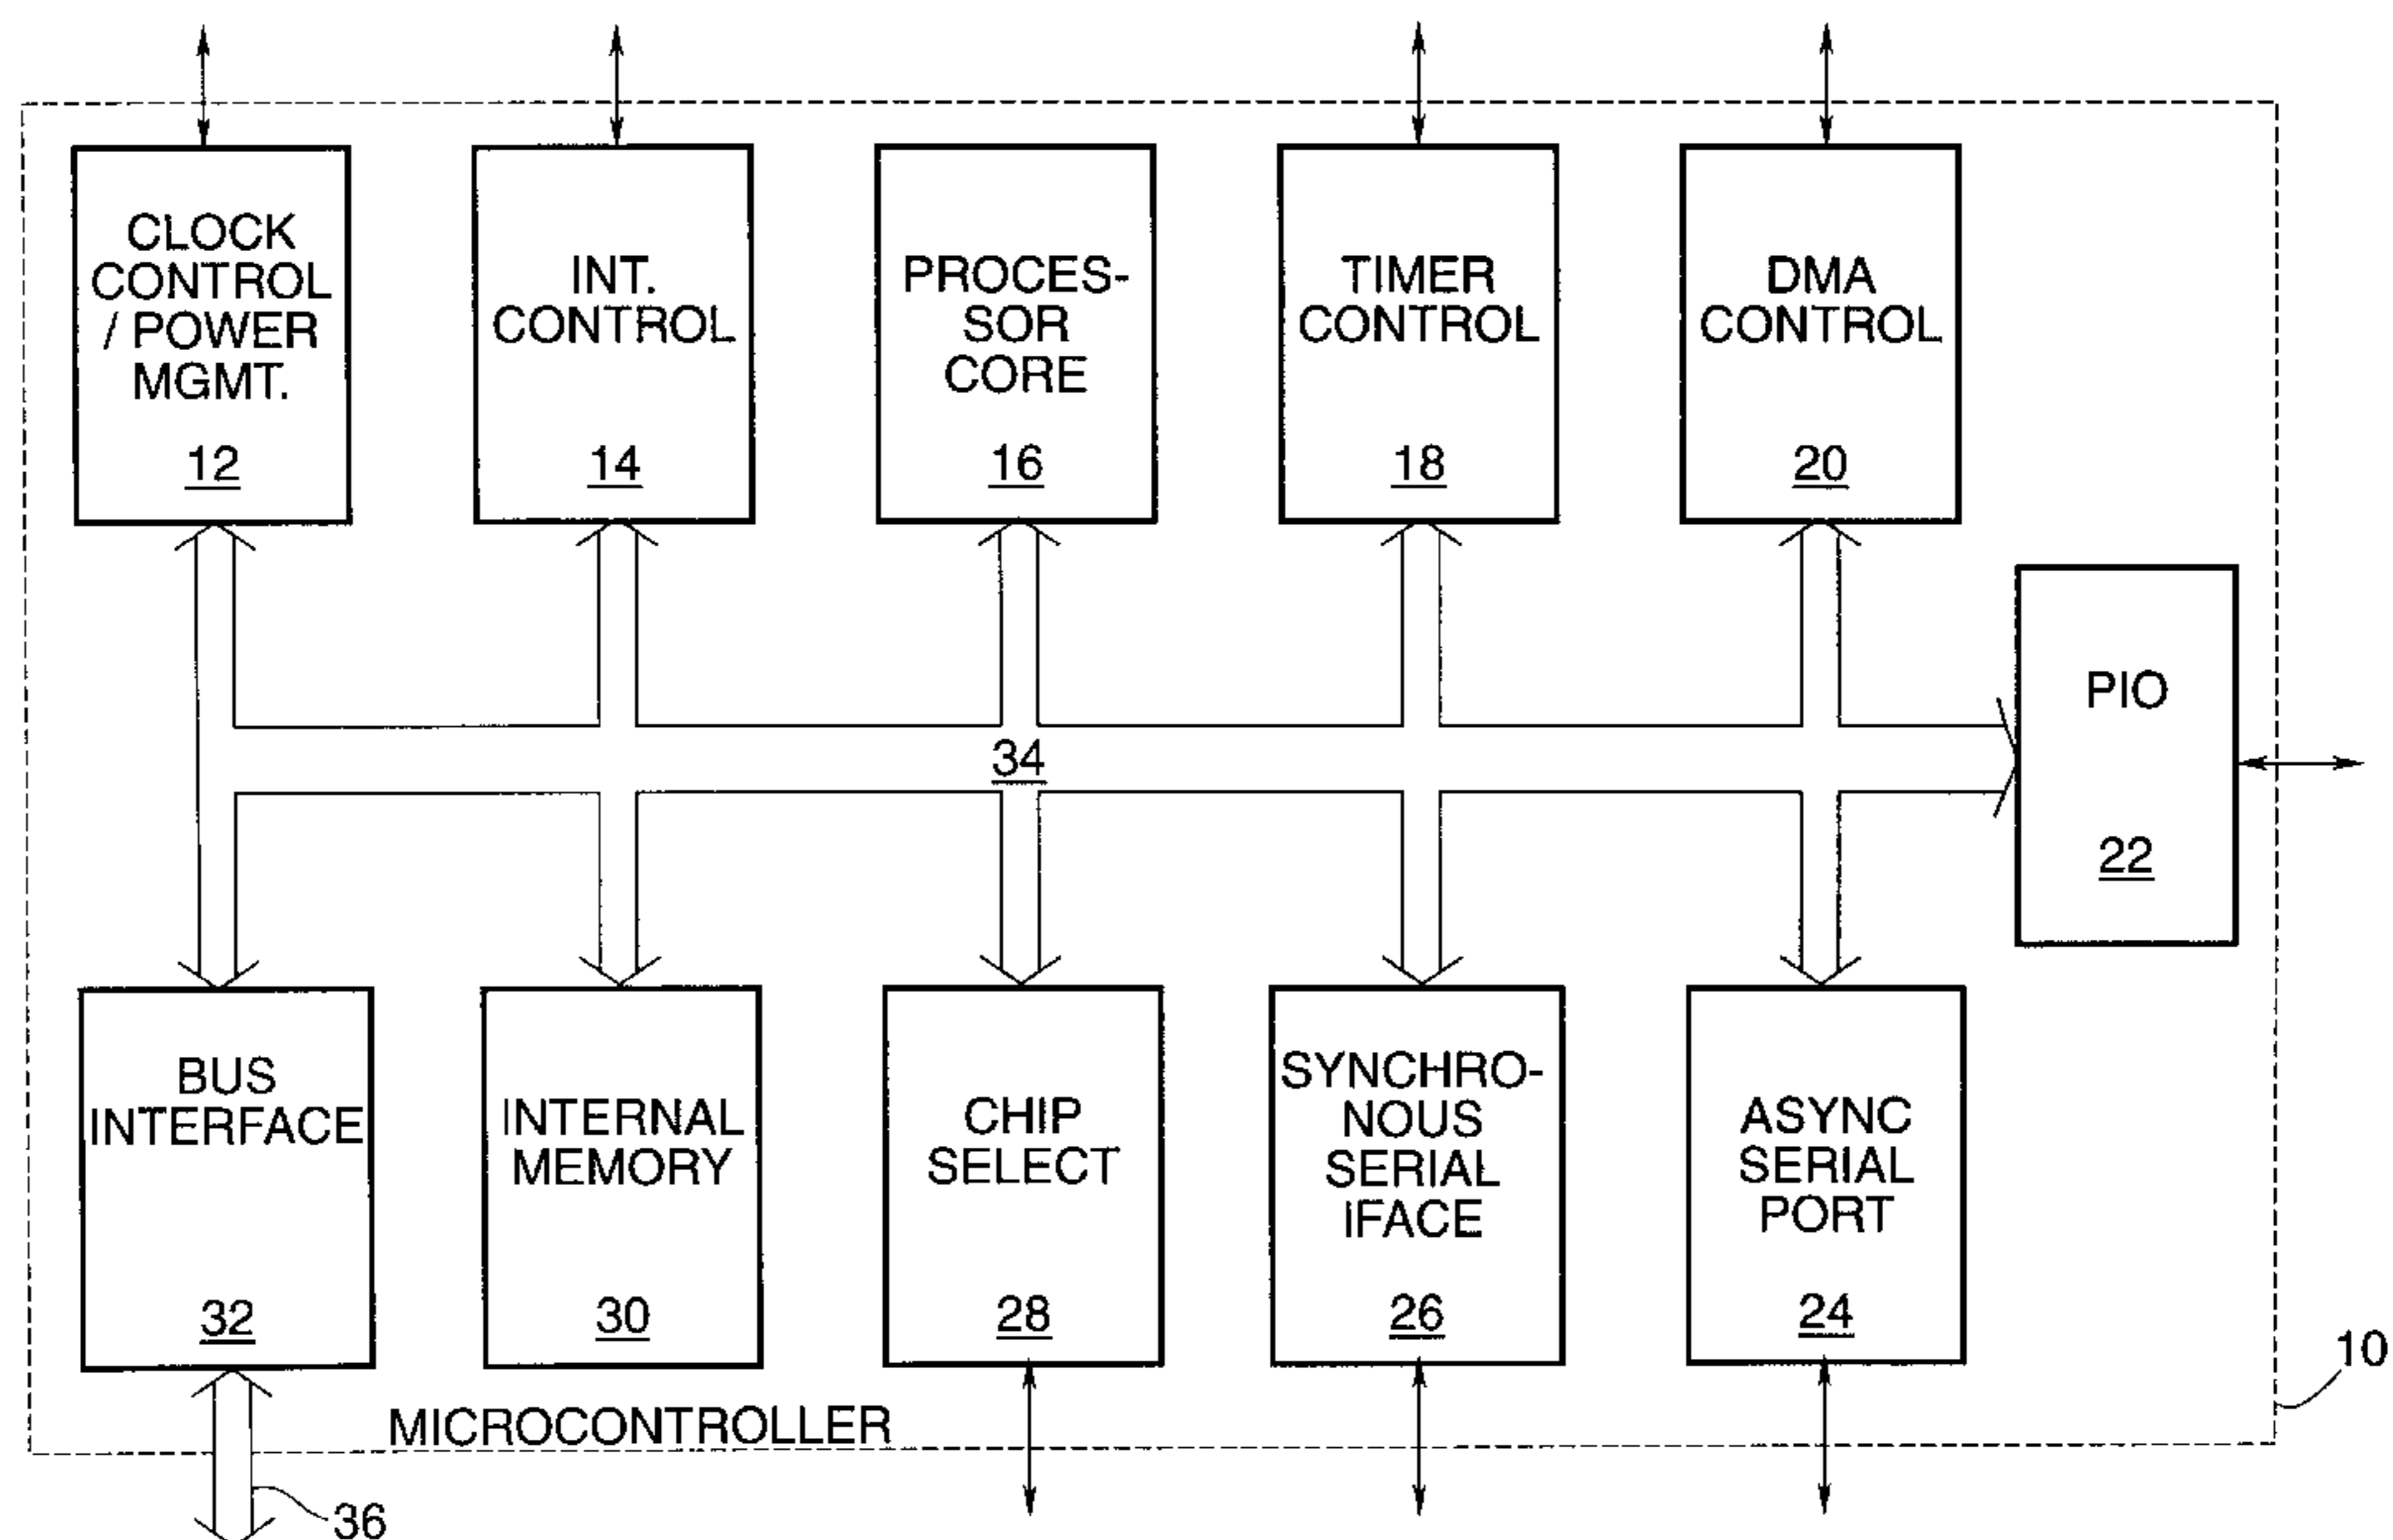 CLOCK
CONTROL
/ POWER
MGMT.
12
INT.
CONTROL
14
PROCES-
SOR
CORE
16
TIMER
CONTROL
18
DMA
CONTROL
20
PIO
22
34
BUS
INTERFACE
32
INTERNAL
MEMORY
30
CHIP
SELECT
28
SYNCHRO-
NOUS
SERIAL
IFACE
26
ASYNC
SERIAL
PORT
24
10
MICROCONTROLLER
36